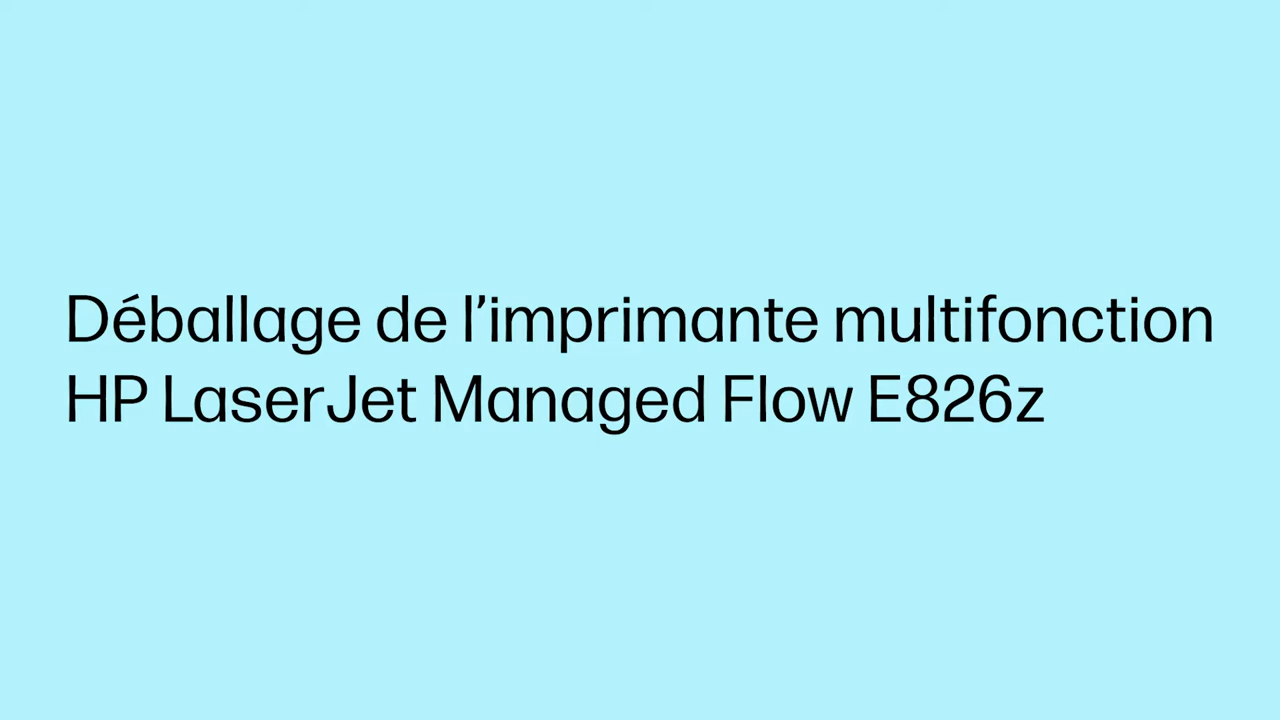 Déballage de l’imprimante multifonction
HP LaserJet Managed Flow E826z